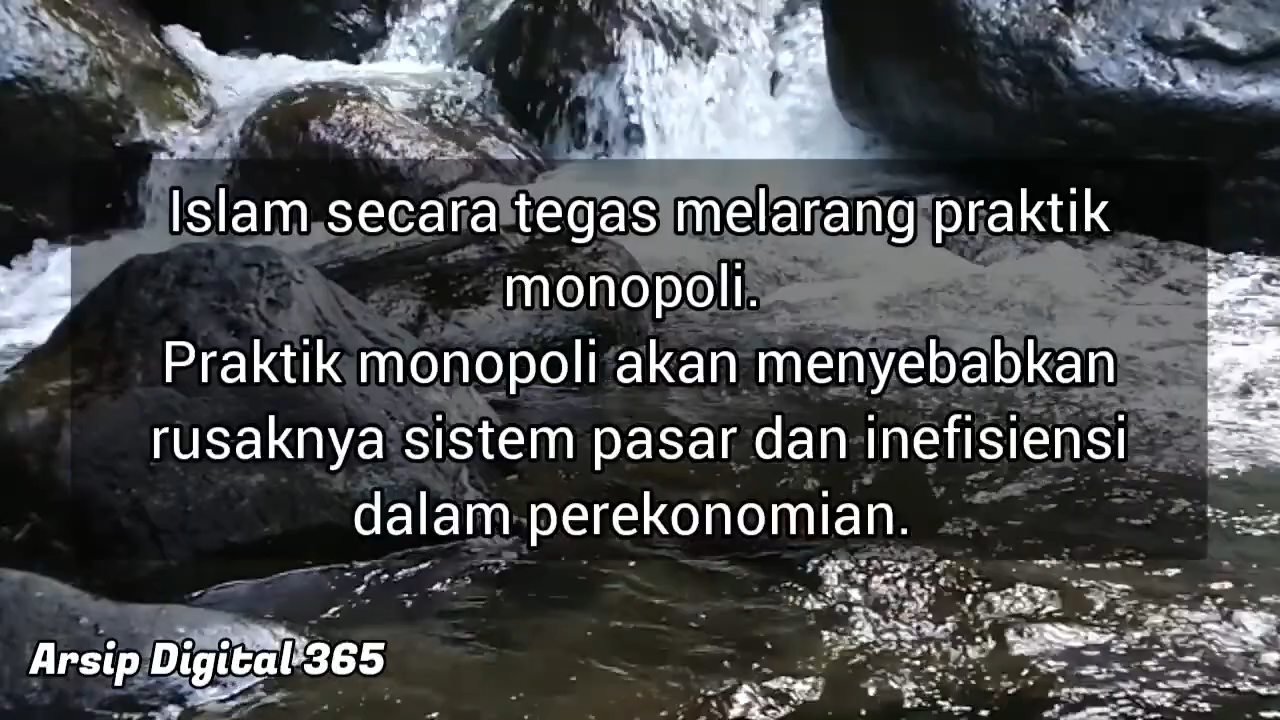 Islam secara tegas melarang praktik
monopoli.
Praktik monopoli akan menyebabkan
rusaknya sistem pasar dan inefisiensi
dalam perekonomian.
Arsip Digital 365